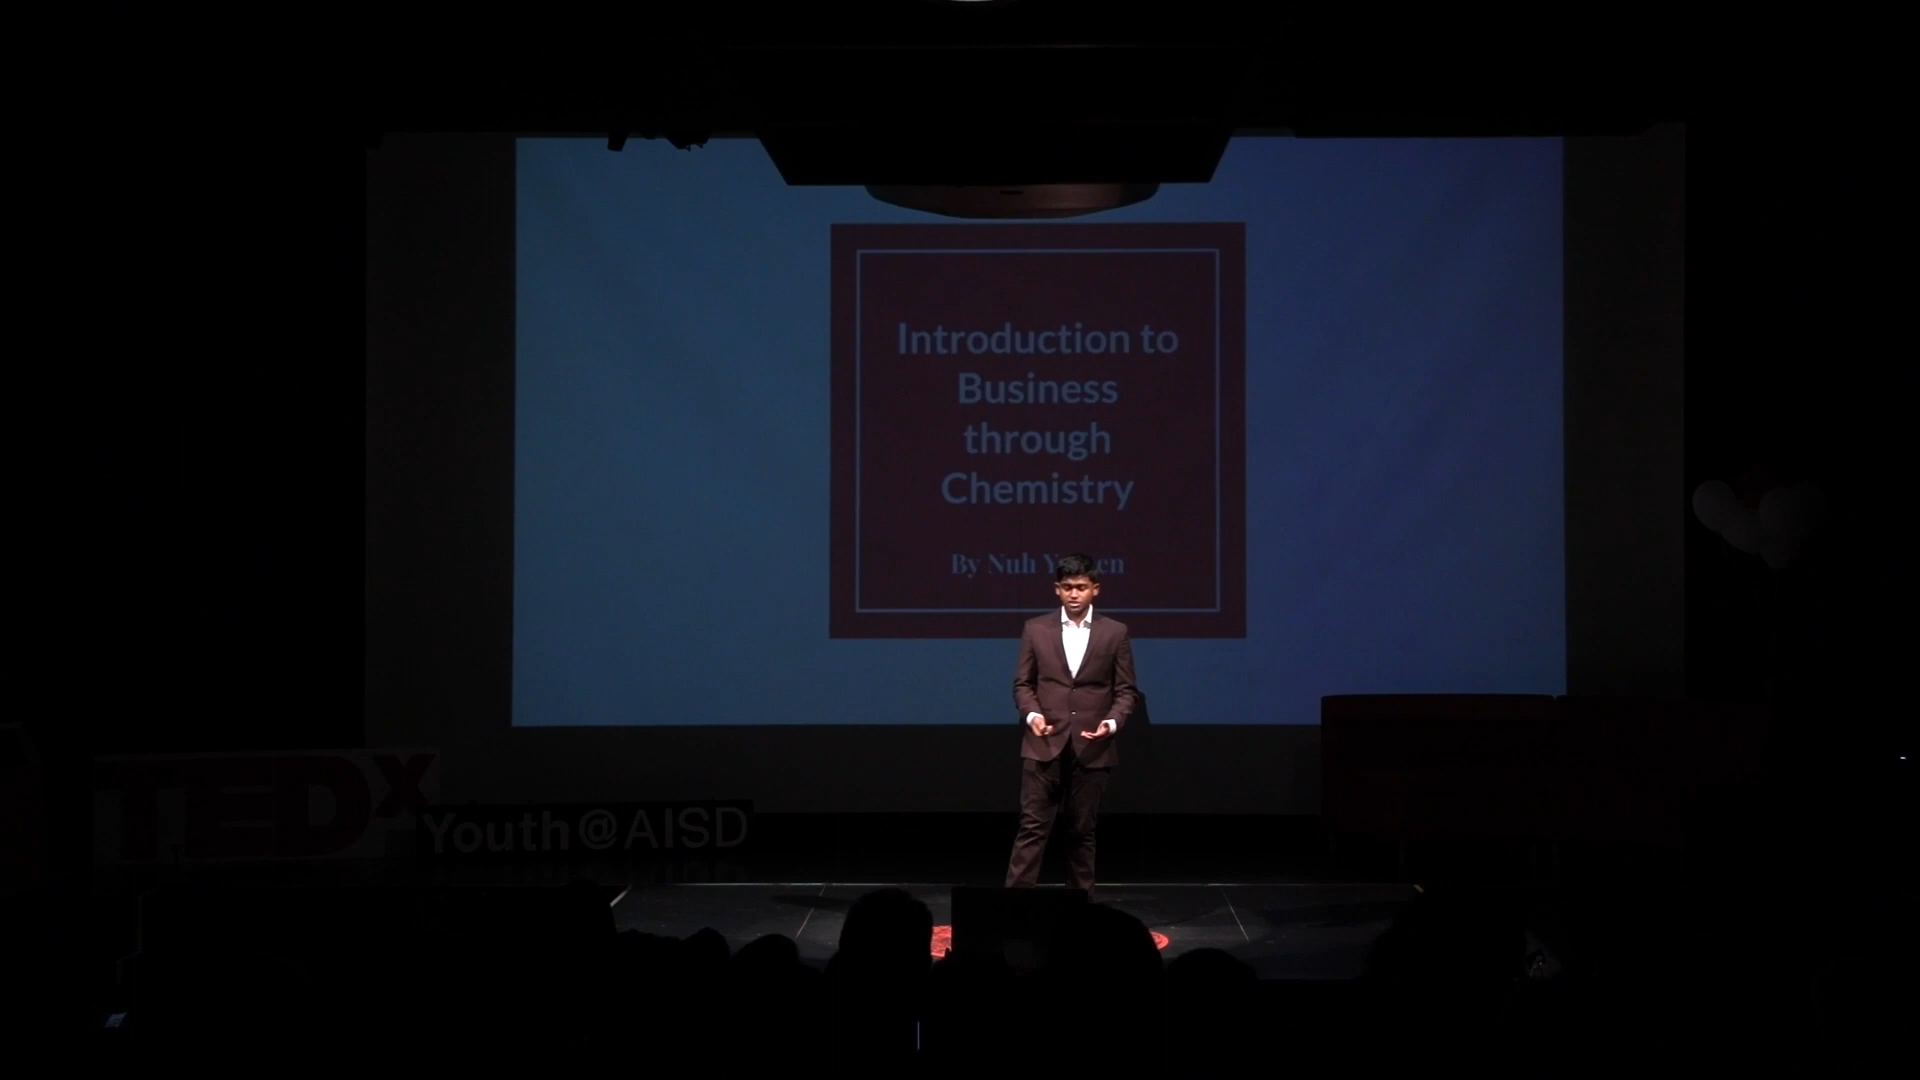 Introduction to
Business
through
Chemistry
By Nuh
TEDx
Youth@AISD